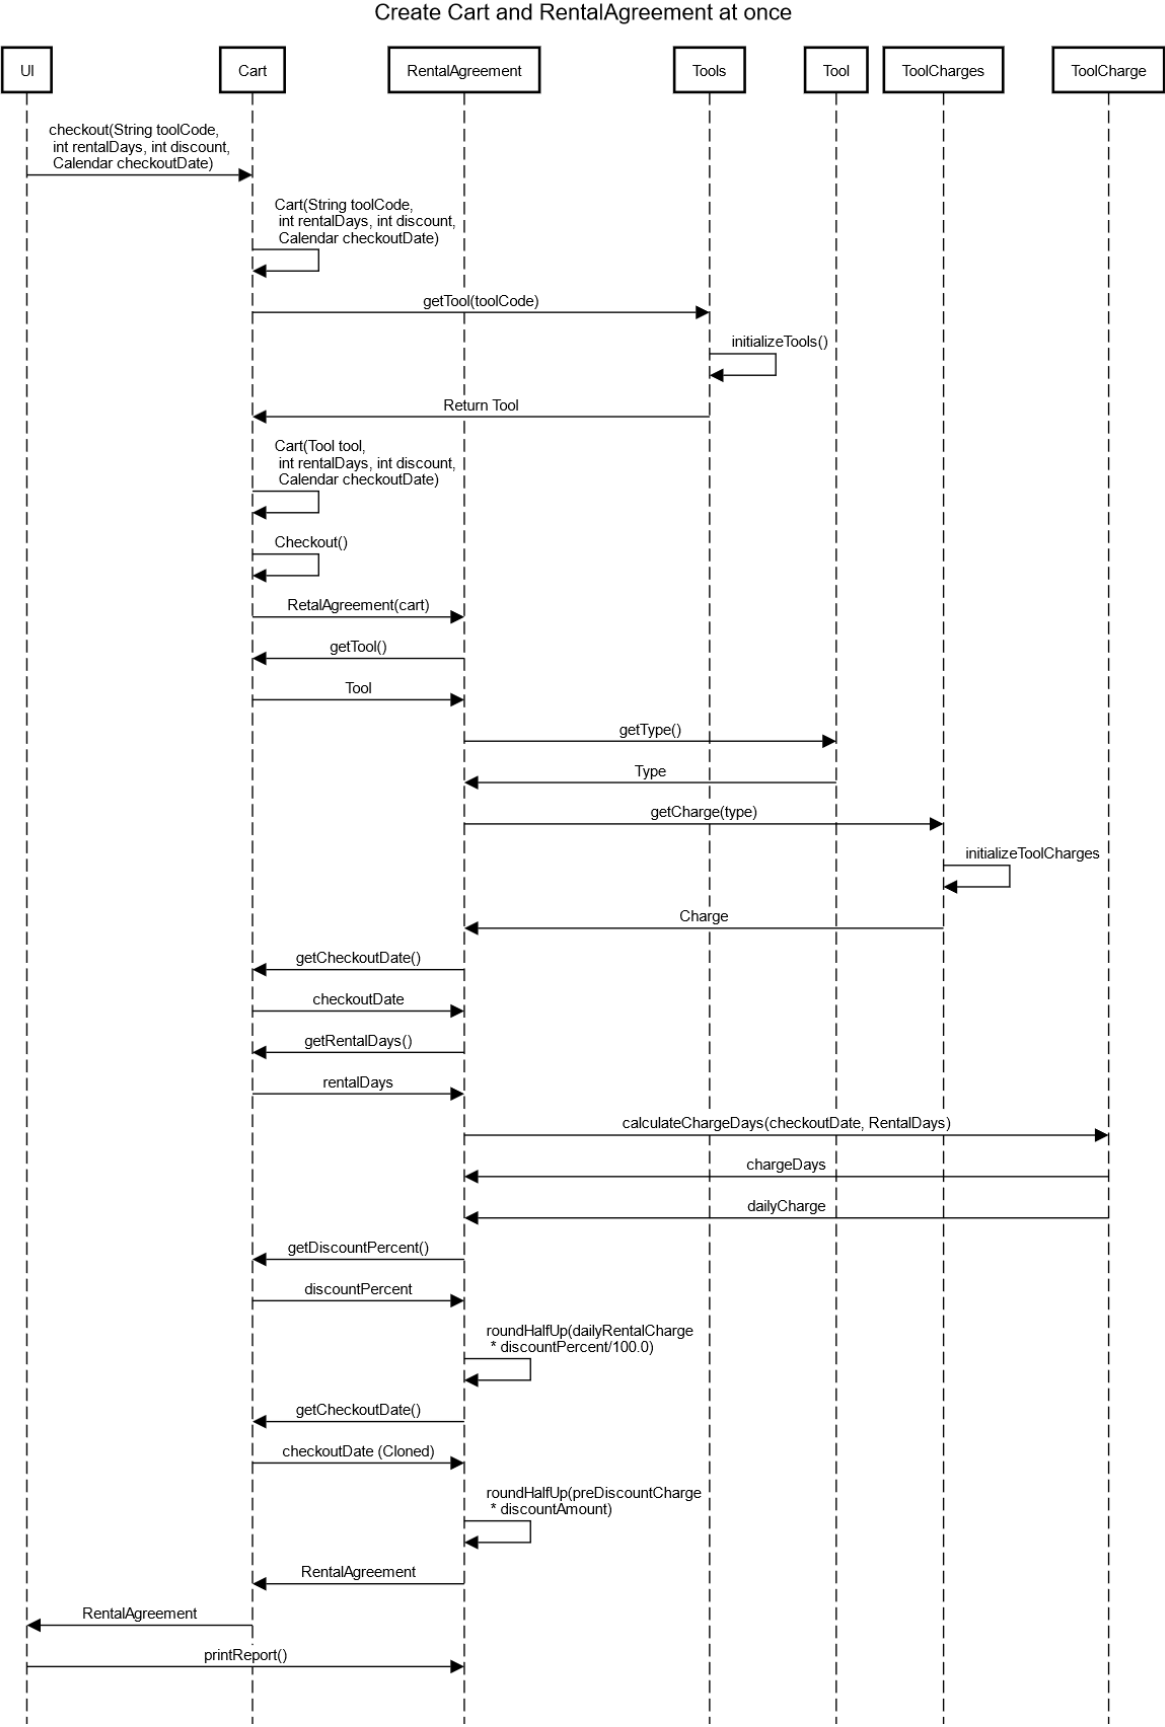 Create Cart and RentalAgreement at once
UI
Cart
RentalAgreement
Tools
Tool
ToolCharges
ToolCharge
checkout(String toolCode,
int rentalDays, int discount,
Calendar checkoutDate)
Cart(String toolCode,
int rentalDays, int discount,
Calendar checkoutDate)
getTool(toolCode)
initializeTools()
Return Tool
Cart(Tool tool,
int rentalDays, int discount,
Calendar checkoutDate)
Checkout()
RetalAgreement(cart)
getTool()
Tool
getType()
Type
getCharge(type)
initializeToolCharges
Charge
getCheckoutDate()
checkoutDate
getRentalDays()
rentalDays
calculateChargeDays(checkoutDate, RentalDays)
chargeDays
dailyCharge
getDiscountPercent()
discountPercent
roundHalfUp(dailyRentalCharge
* discountPercent/100.0)
getCheckoutDate()
checkoutDate (Cloned)
roundHalfUp(preDiscountCharge
* discountAmount)
RentalAgreement
RentalAgreement
printReport()